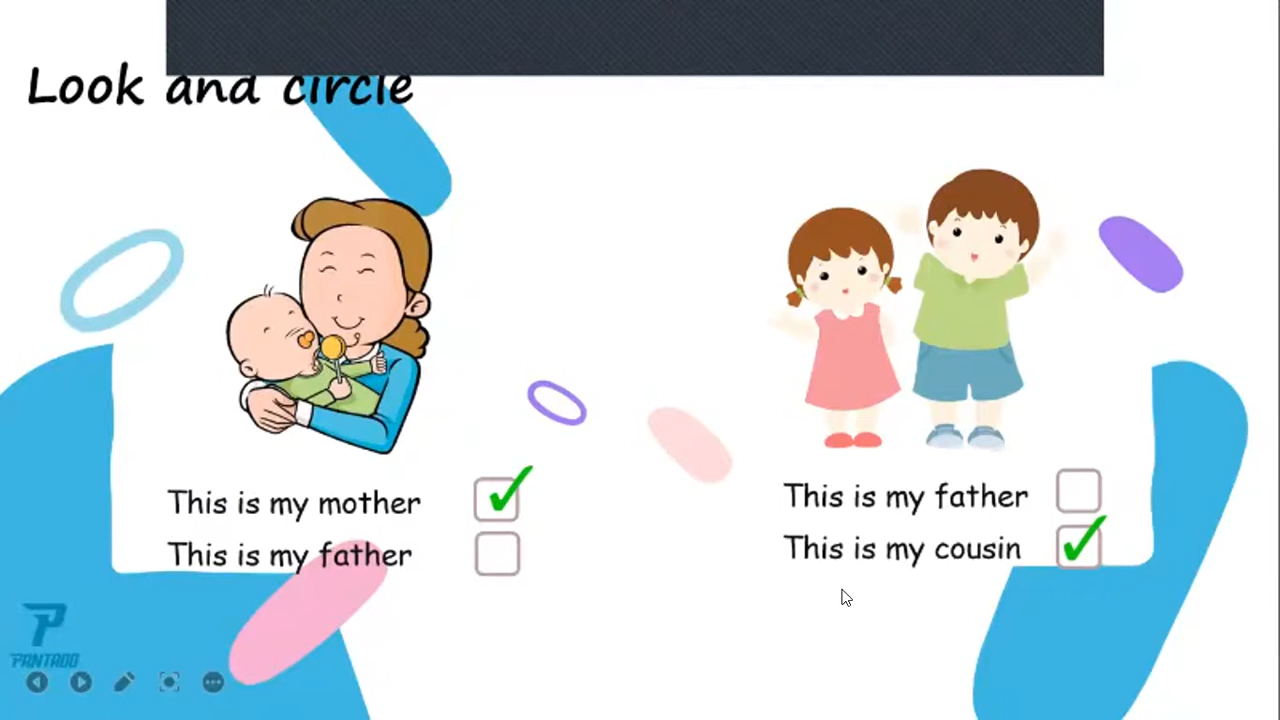 Look and circle
This is my mother
This is my father
This is my father
This is my cousin
PANTADO